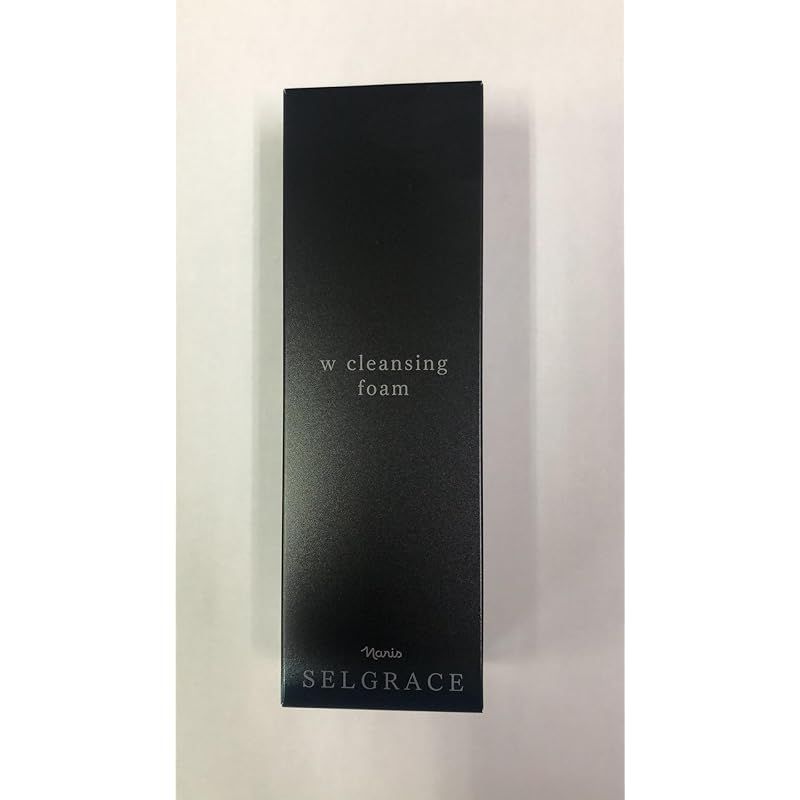 w cleansing
foam
Naris
SELGRACE